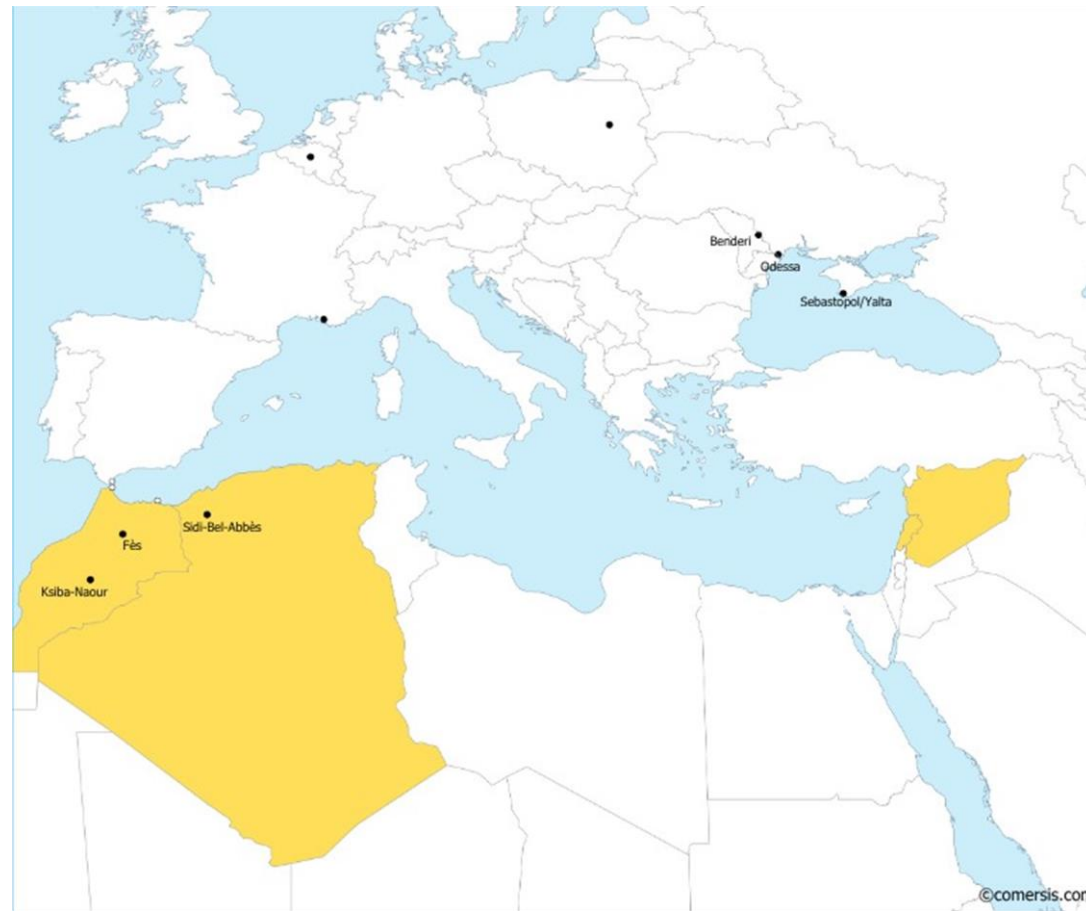 Benderi
Odessa
Sebastopol/Yalta
Sidi-Bel-Abbès
Fès
Ksiba-Naour
©comersis.com